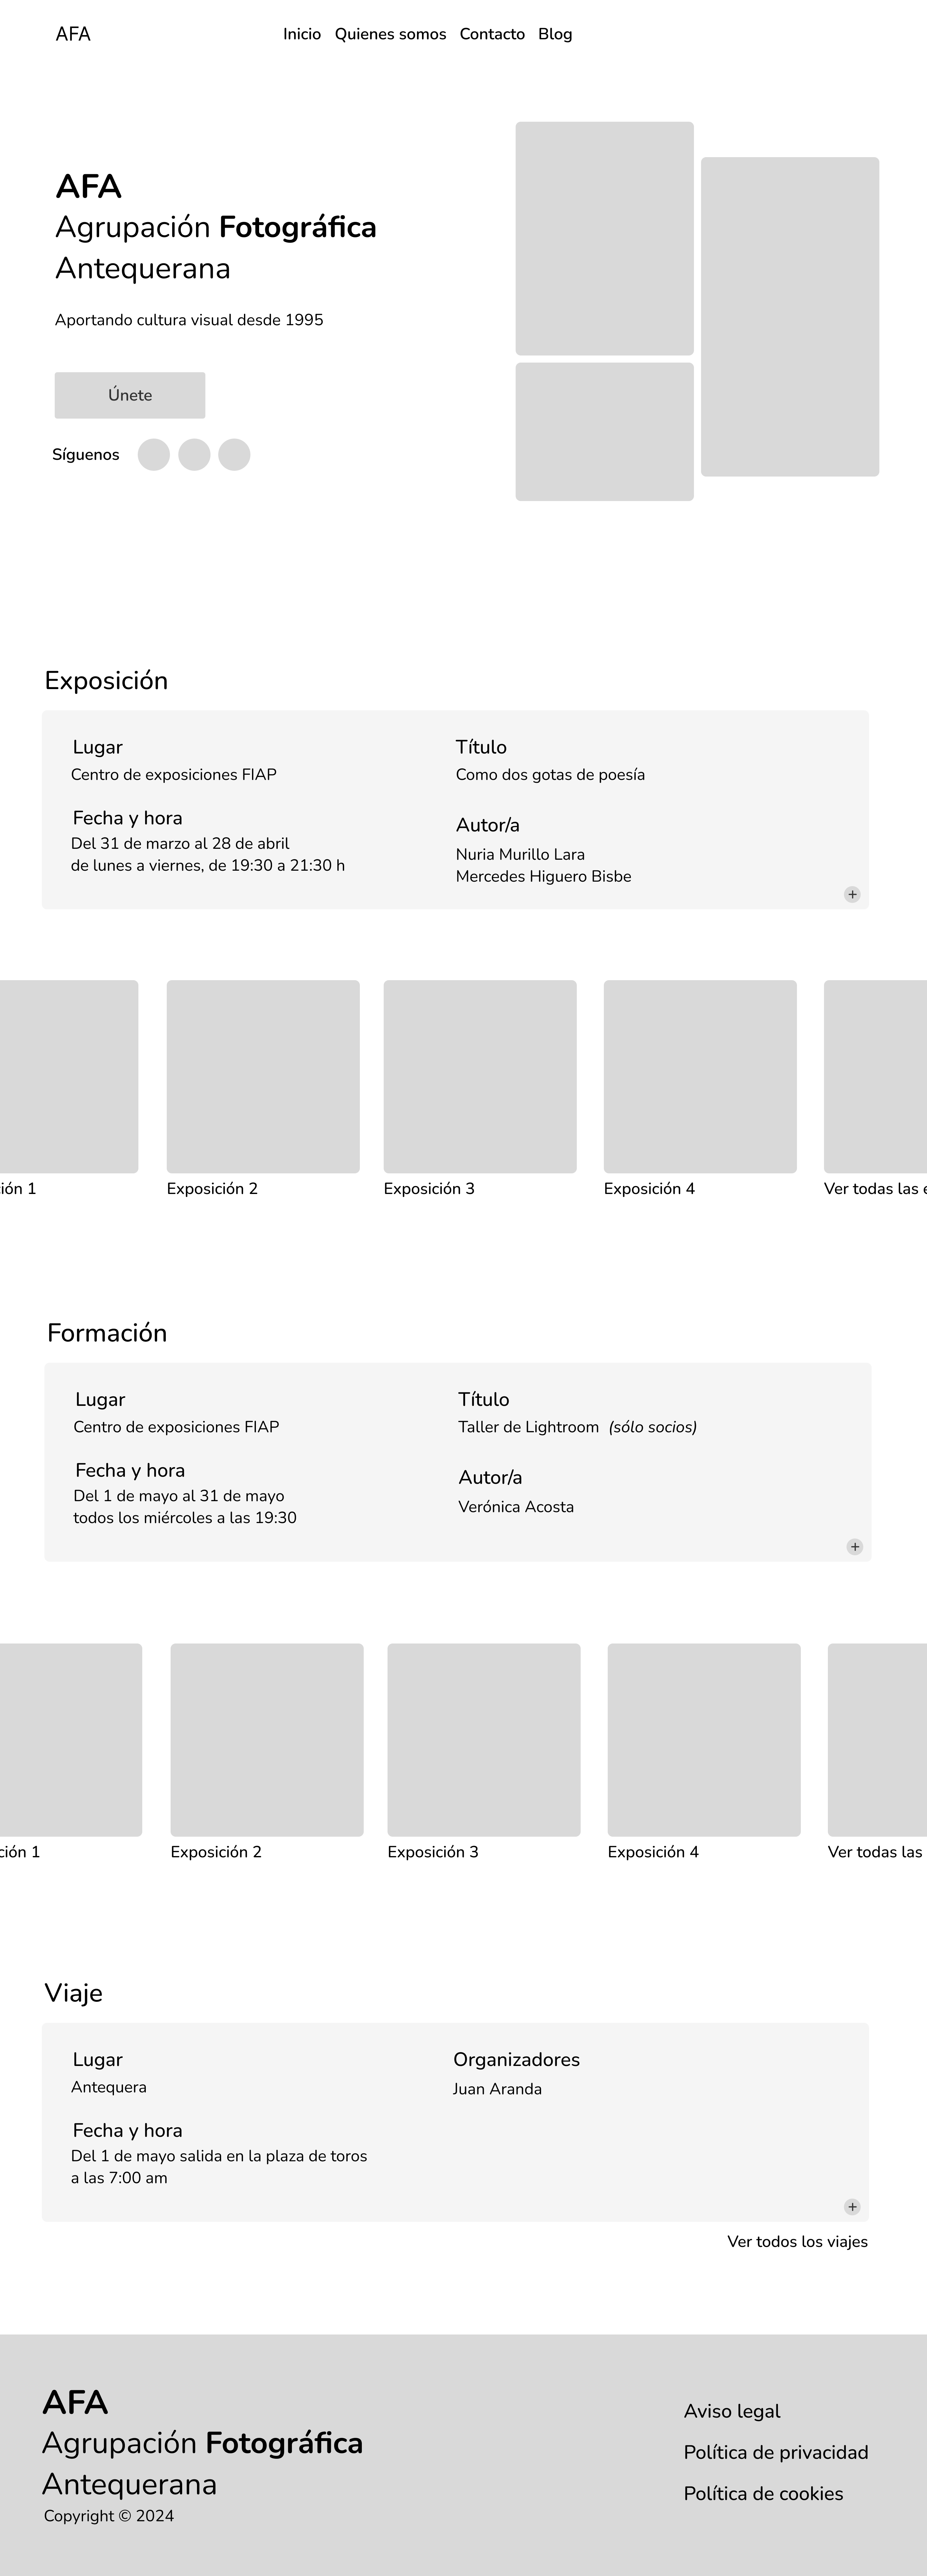 AFA
Inicio Quienes somos Contacto Blog
AFA
Agrupación Fotográfica
Antequerana
Aportando cultura visual desde 1995
Únete
Síguenos
Exposición
Lugar
Centro de exposiciones FIAP
Fecha y hora
Del 31 de marzo al 28 de abril
de lunes a viernes, de 19:30 a 21:30 h
Título
Como dos gotas de poesía
Autor/a
Nuria Murillo Lara
Mercedes Higuero Bisbe
+
ión 1
Exposición 2
Exposición 3
Exposición 4
Ver todas las
Formación
Lugar
Centro de exposiciones FIAP
Fecha y hora
Del 1 de mayo al 31 de mayo
todos los miércoles a las 19:30
Título
Taller de Lightroom (sólo socios)
Autor/a
Verónica Acosta
+
ción 1
Exposición 2
Exposición 3
Exposición 4
Ver todas las
Viaje
Lugar
Antequera
Fecha y hora
Del 1 de mayo salida en la plaza de toros
a las 7:00 am
Organizadores
Juan Aranda
+
Ver todos los viajes
AFA
Agrupación Fotográfica
Antequerana
Copyright © 2024
Aviso legal
Política de privacidad
Política de cookies